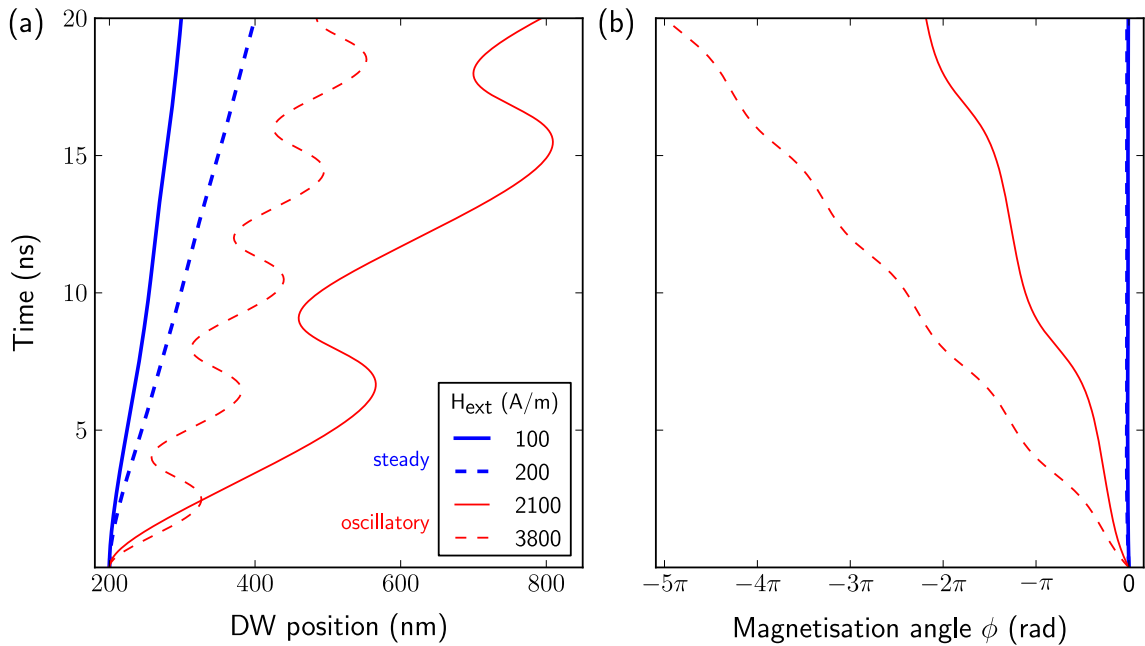 (a)
20
15
10
5
Time (ns)
200
400
600
800
DW position (nm)
H_ext (A/m)
100
200
2100
3800
steady
oscillatory
(b)
−5π
−4π
−3π
−2π
−π
0
Magnetisation angle ϕ (rad)